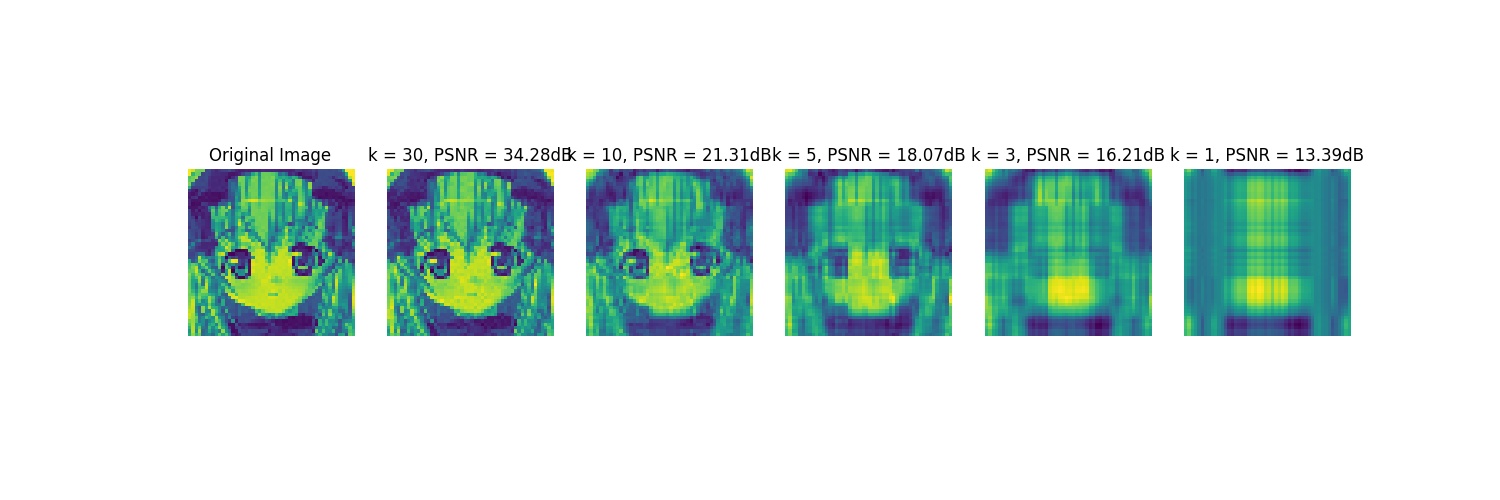 Original Image
k = 30, PSNR = 34.28dB
k = 10, PSNR = 21.31dB
k = 5, PSNR = 18.07dB
k = 3, PSNR = 16.21dB
k = 1, PSNR = 13.39dB